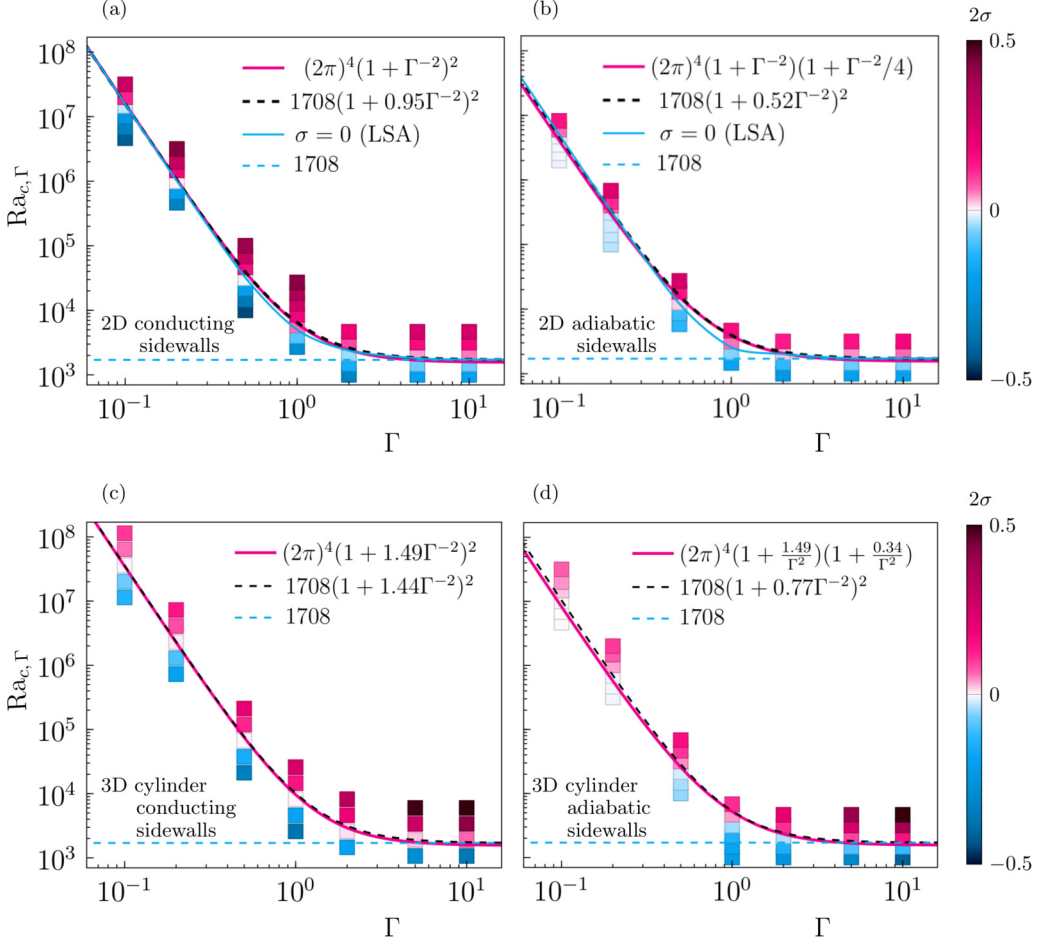 (a)
10^8
10^7
10^6
10^5
10^4
10^3
Ra_{c,Γ}
(2π)^4(1 + Γ^{−2})^2
1708(1 + 0.95Γ^{−2})^2
σ = 0 (LSA)
1708
2D conducting
sidewalls
10^{−1}
10^0
10^1
Γ
(b)
(2π)^4(1 + Γ^{−2})(1 + Γ^{−2}/4)
1708(1 + 0.52Γ^{−2})^2
σ = 0 (LSA)
1708
2D adiabatic
sidewalls
10^{−1}
10^0
10^1
Γ
2σ
0.5
0
−0.5
(c)
10^8
10^7
10^6
10^5
10^4
10^3
Ra_{c,Γ}
(2π)^4(1 + 1.49Γ^{−2})^2
1708(1 + 1.44Γ^{−2})^2
1708
3D cylinder
conducting
sidewalls
10^{−1}
10^0
10^1
Γ
(d)
(2π)^4(1 + \frac{1.49}{Γ^2})(1 + \frac{0.34}{Γ^2})
1708(1 + 0.77Γ^{−2})^2
1708
3D cylinder
adiabatic
sidewalls
10^{−1}
10^0
10^1
Γ
2σ
0.5
0
−0.5